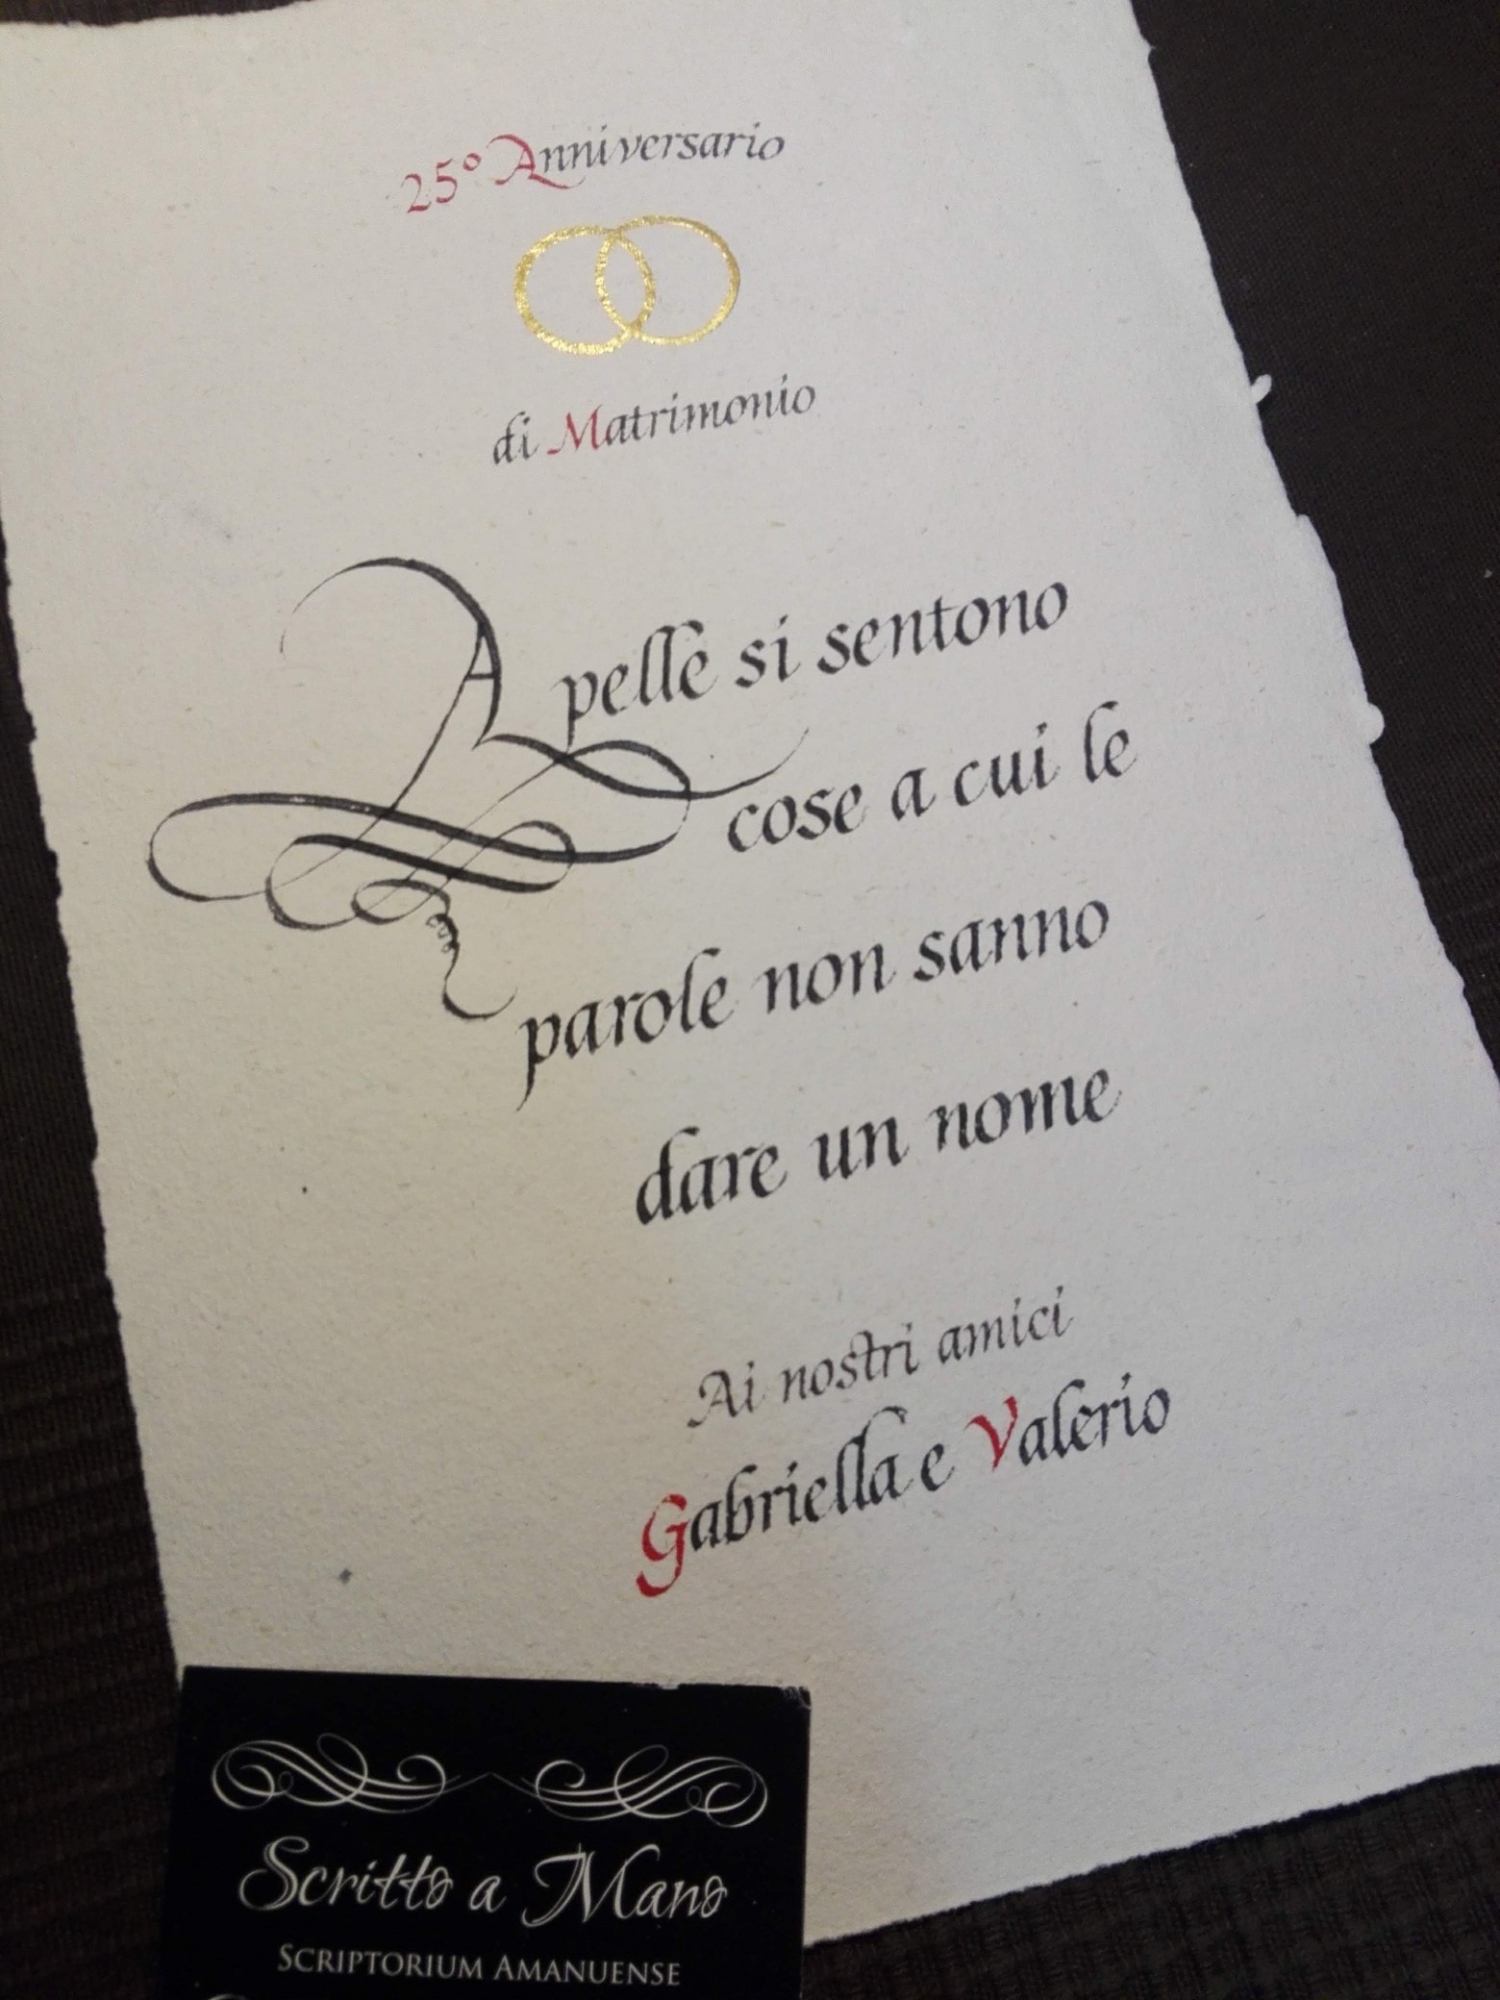 25° Anniversario
di Matrimonio
A pelle si sentono
cose a cui le
parole non sanno
dare un nome
Ai nostri amici
Gabriella e Valerio
Scritto a Mano
SCRIPTORIUM AMANUENSE